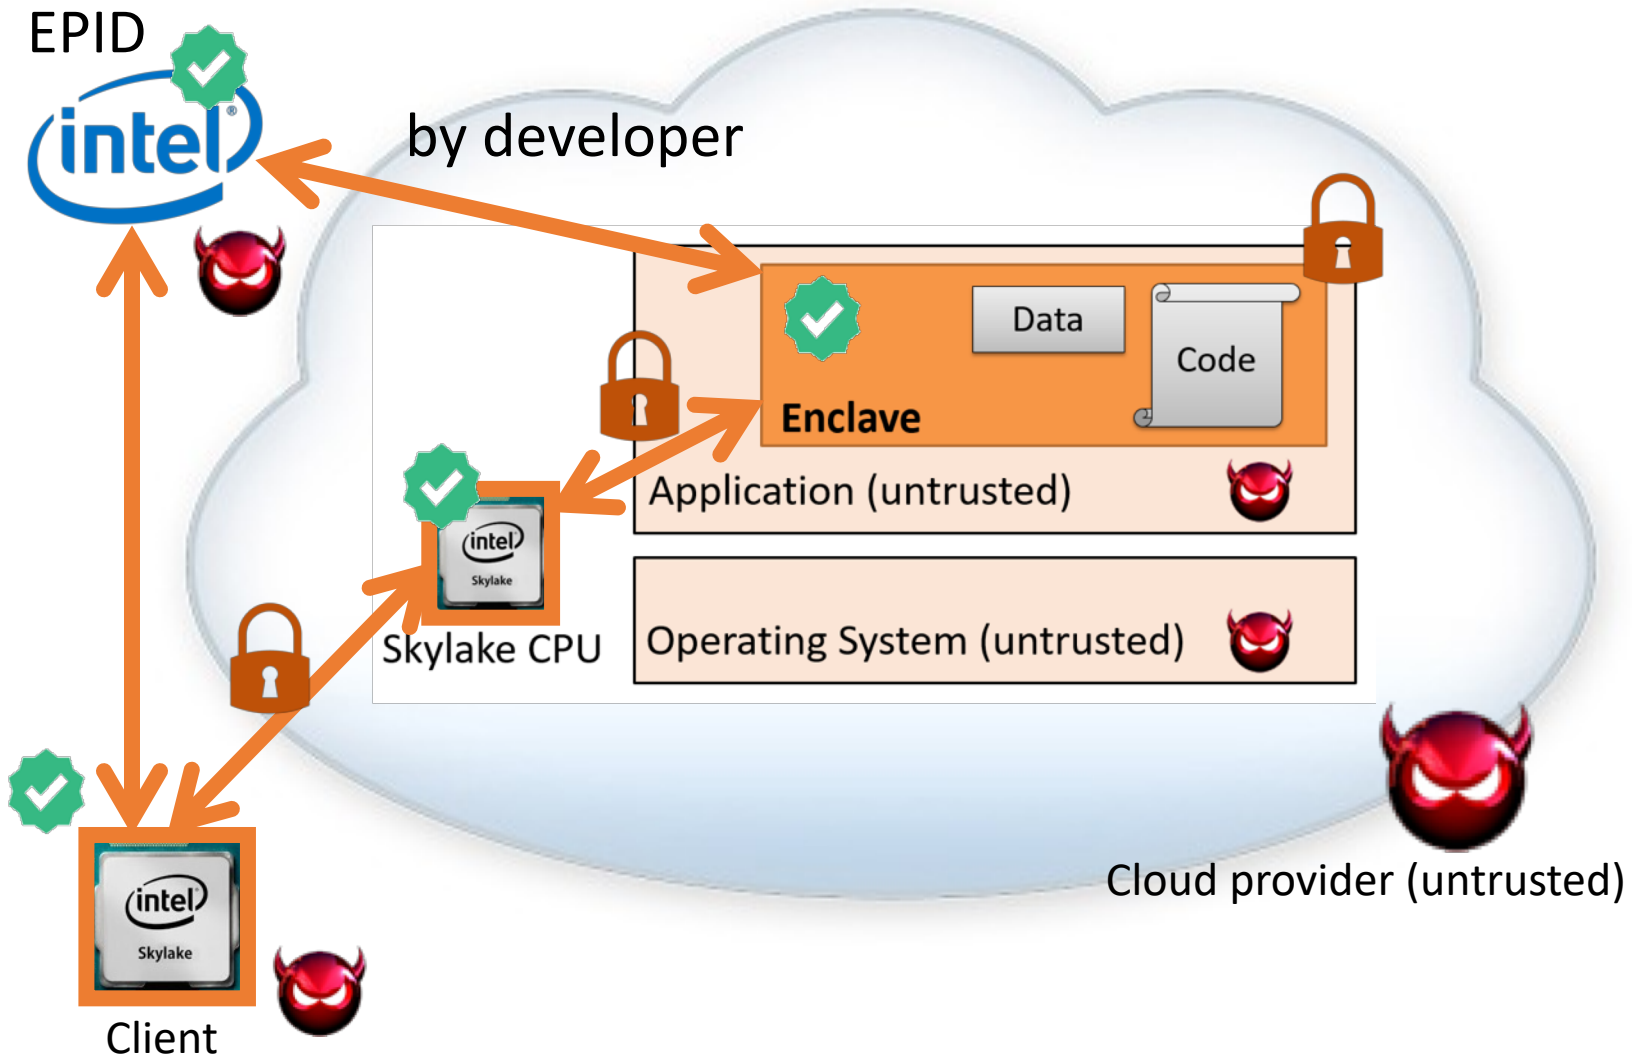 EPID
intel®
by developer
Data
Code
Enclave
Application (untrusted)
intel
Skylake
Skylake CPU
Operating System (untrusted)
Cloud provider (untrusted)
intel
Skylake
Client